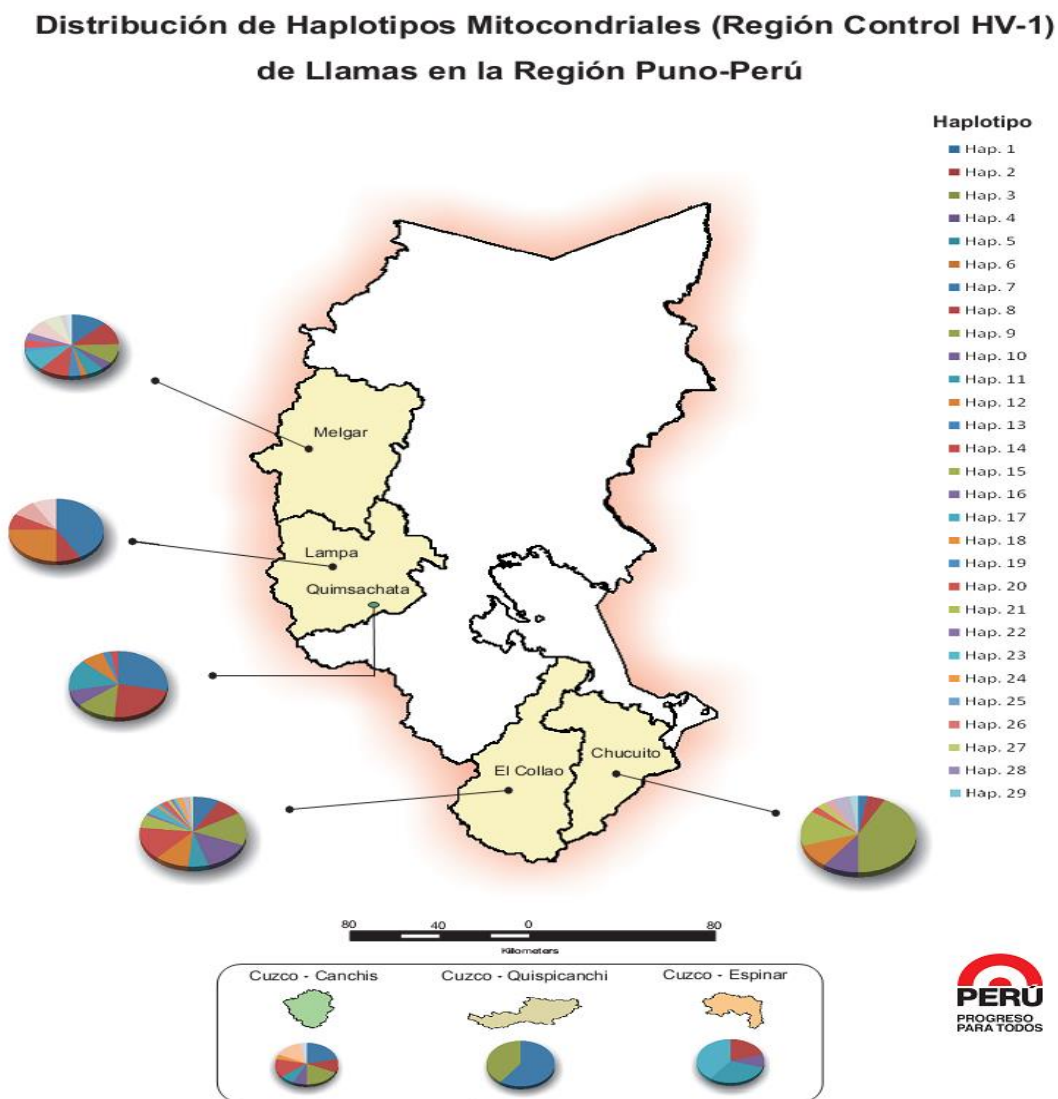 Distribución de Haplotipos Mitocondriales (Región Control HV-1)
de Llamas en la Región Puno-Perú
Haplotipo
Hap. 1
Hap. 2
Hap. 3
Hap. 4
Hap. 5
Hap. 6
Hap. 7
Hap. 8
Hap. 9
Hap. 10
Hap. 11
Hap. 12
Hap. 13
Hap. 14
Hap. 15
Hap. 16
Hap. 17
Hap. 18
Hap. 19
Hap. 20
Hap. 21
Hap. 22
Hap. 23
Hap. 24
Hap. 25
Hap. 26
Hap. 27
Hap. 28
Hap. 29
Melgar
Lampa
Quimsachata
El Collao
Chucuito
80 40 0 80
Kilometers
Cuzco - Canchis Cuzco - Quispicanchi Cuzco - Espinar
PERÚ
PROGRESO
PARA TODOS